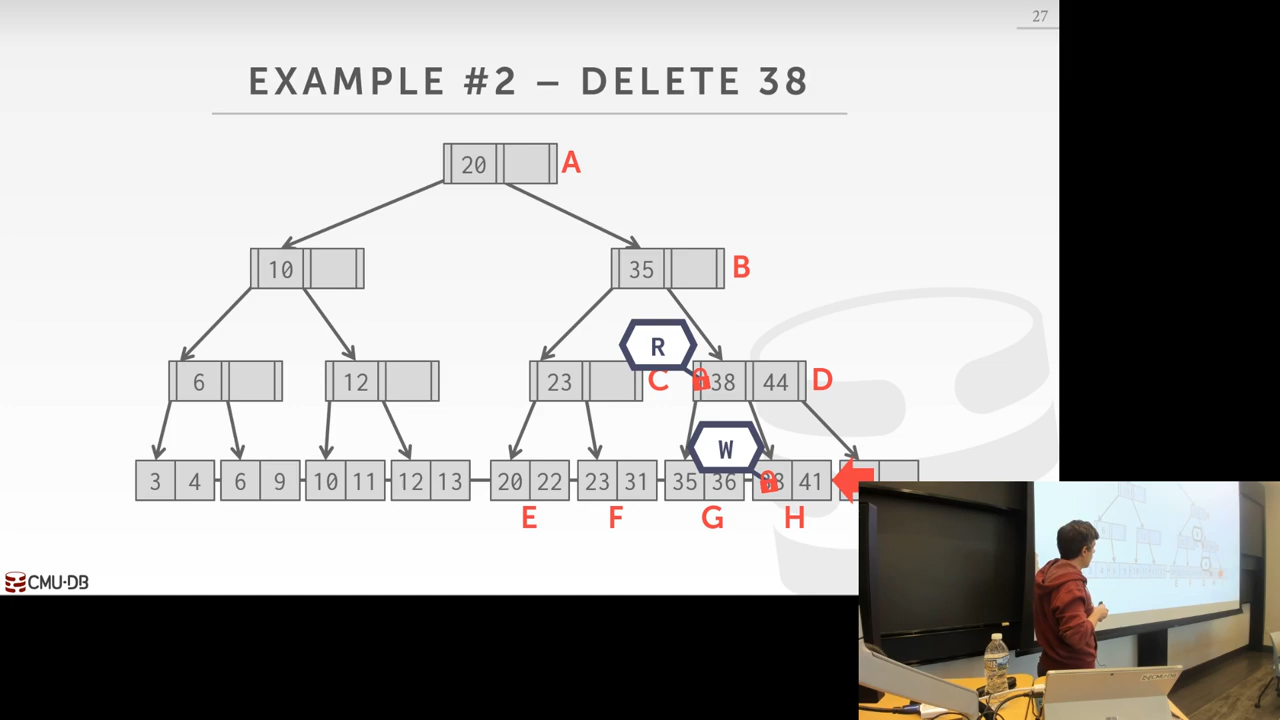 27
EXAMPLE #2 – DELETE 38
20 A
10 35 B
R
6 12 23 C 38 44 D
W
3 4 6 9 10 11 12 13 20 22 23 31 35 36 41
E F G H
CMU·DB